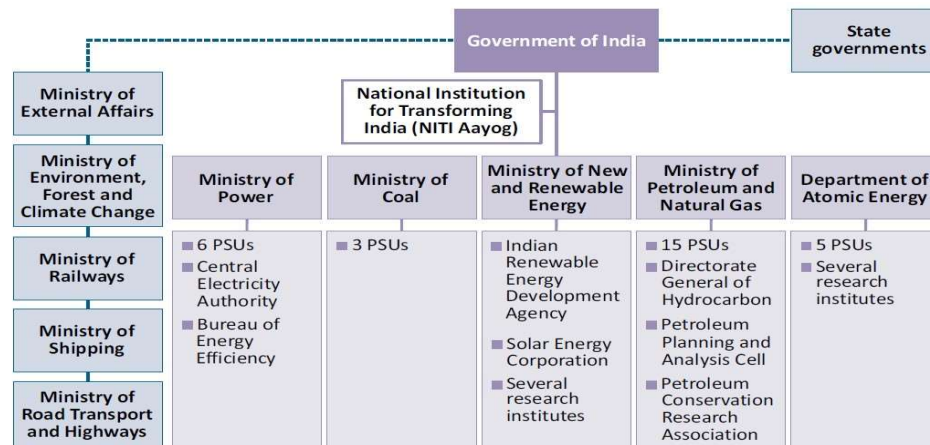 Government of India
State
governments
National Institution
for Transforming
India (NITI Aayog)
Ministry of
External Affairs
Ministry of
Environment,
Forest and
Climate Change
Ministry of
Railways
Ministry of
Shipping
Ministry of
Road Transport
and Highways
Ministry of
Power
6 PSUs
Central
Electricity
Authority
Bureau of
Energy
Efficiency
Ministry of
Coal
3 PSUs
Ministry of New
and Renewable
Energy
Indian
Renewable
Energy
Development
Agency
Solar Energy
Corporation
Several
research
institutes
Ministry of
Petroleum and
Natural Gas
15 PSUs
Directorate
General of
Hydrocarbon
Petroleum
Planning and
Analysis Cell
Petroleum
Conservation
Research
Association
Department of
Atomic Energy
5 PSUs
Several
research
institutes